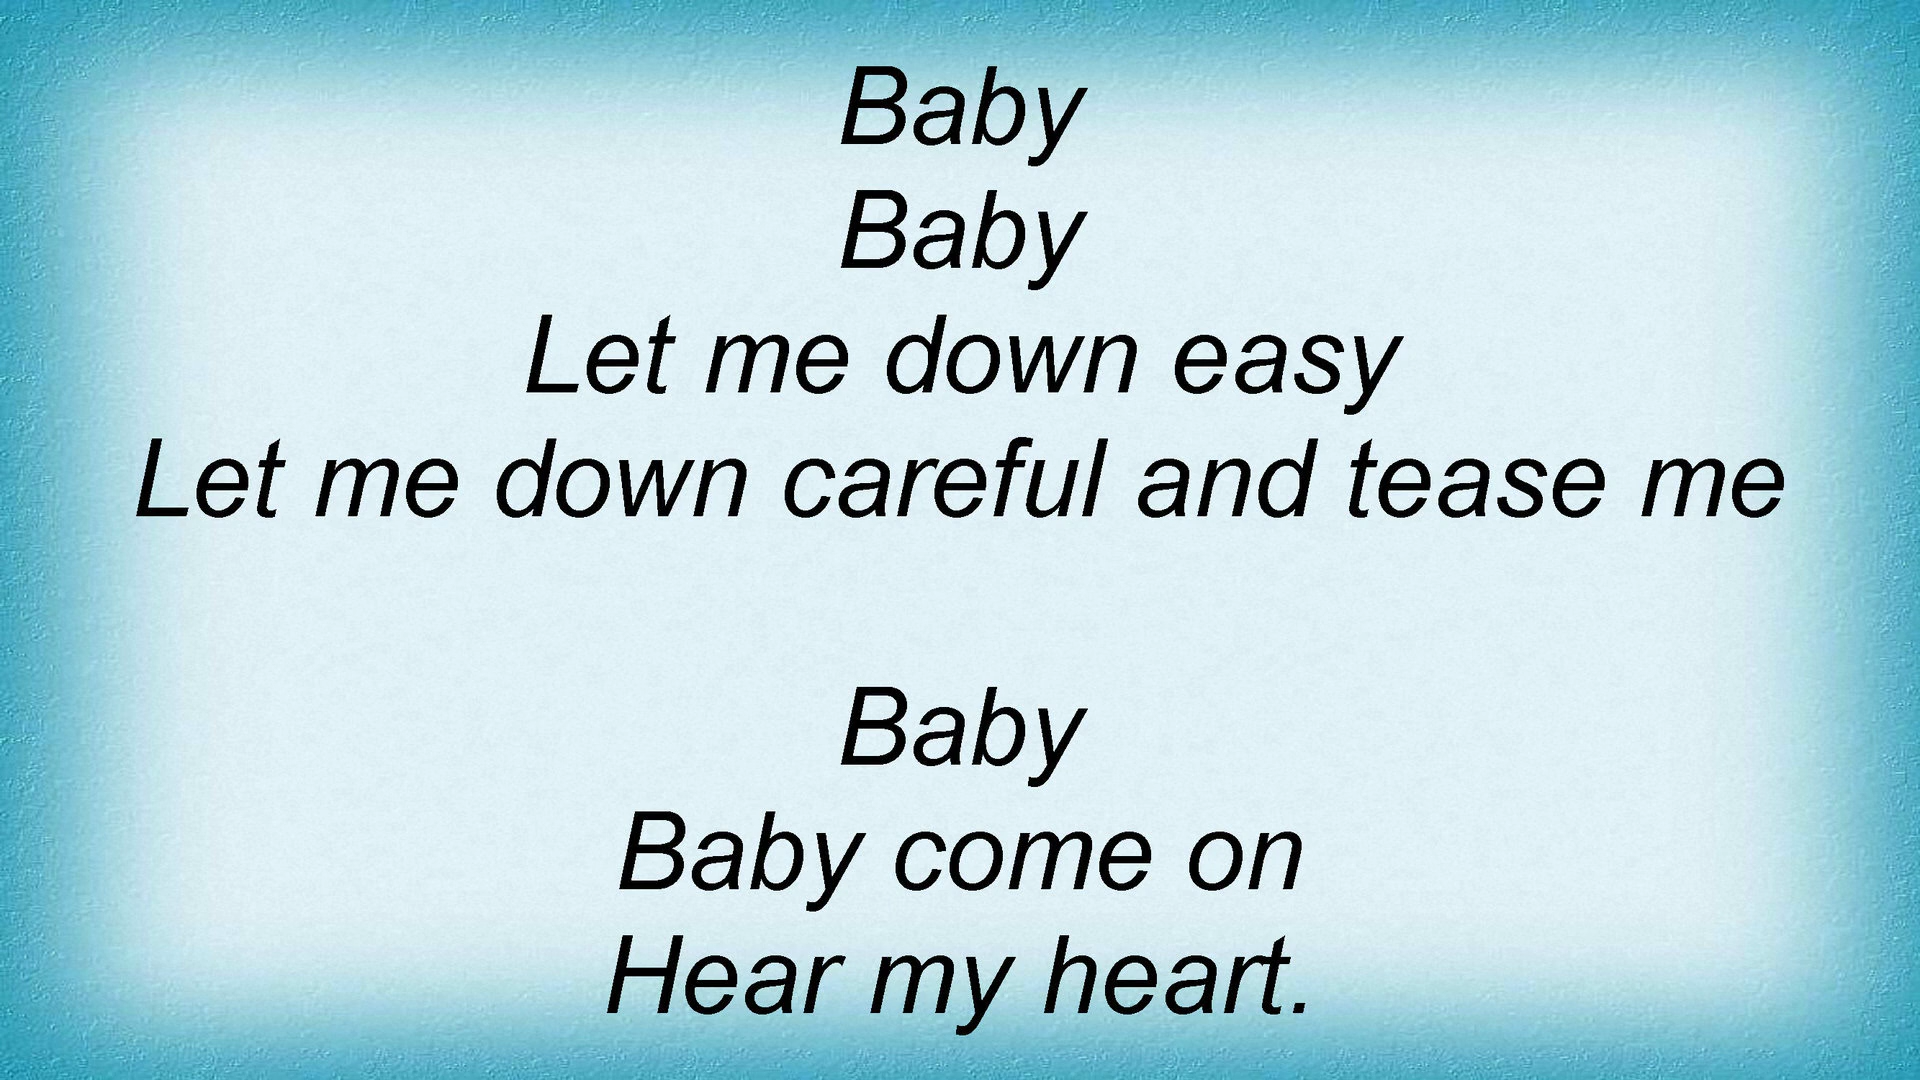 Baby
Baby
Let me down easy
Let me down careful and tease me
Baby
Baby come on
Hear my heart.